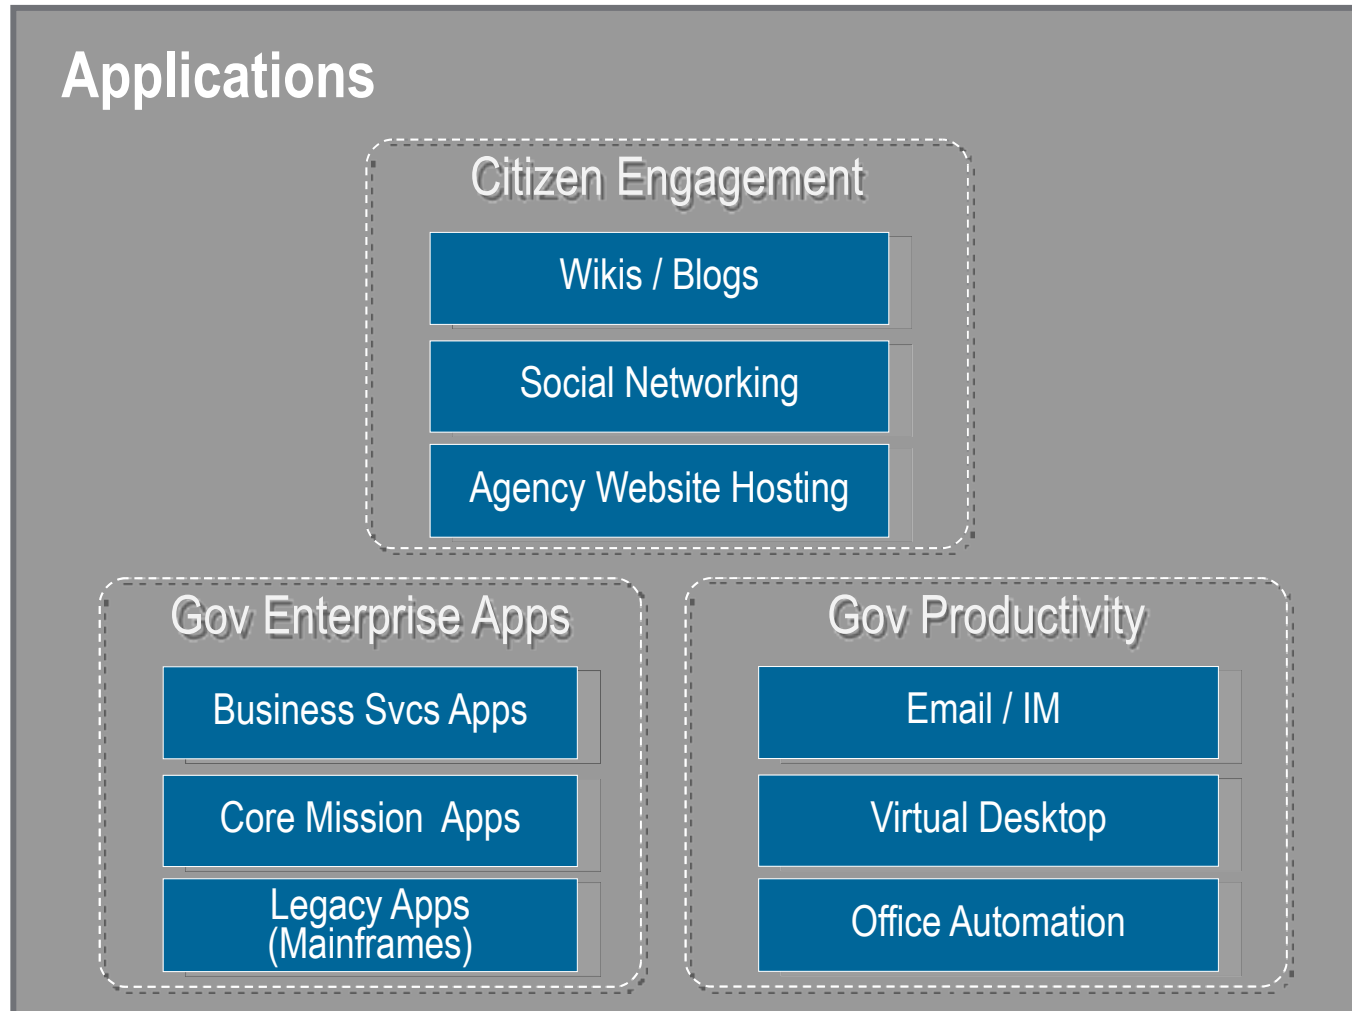 Applications
Citizen Engagement
Wikis / Blogs
Social Networking
Agency Website Hosting
Gov Enterprise Apps
Business Svcs Apps
Core Mission  Apps
Legacy Apps
(Mainframes)
Gov Productivity
Email / IM
Virtual Desktop
Office Automation